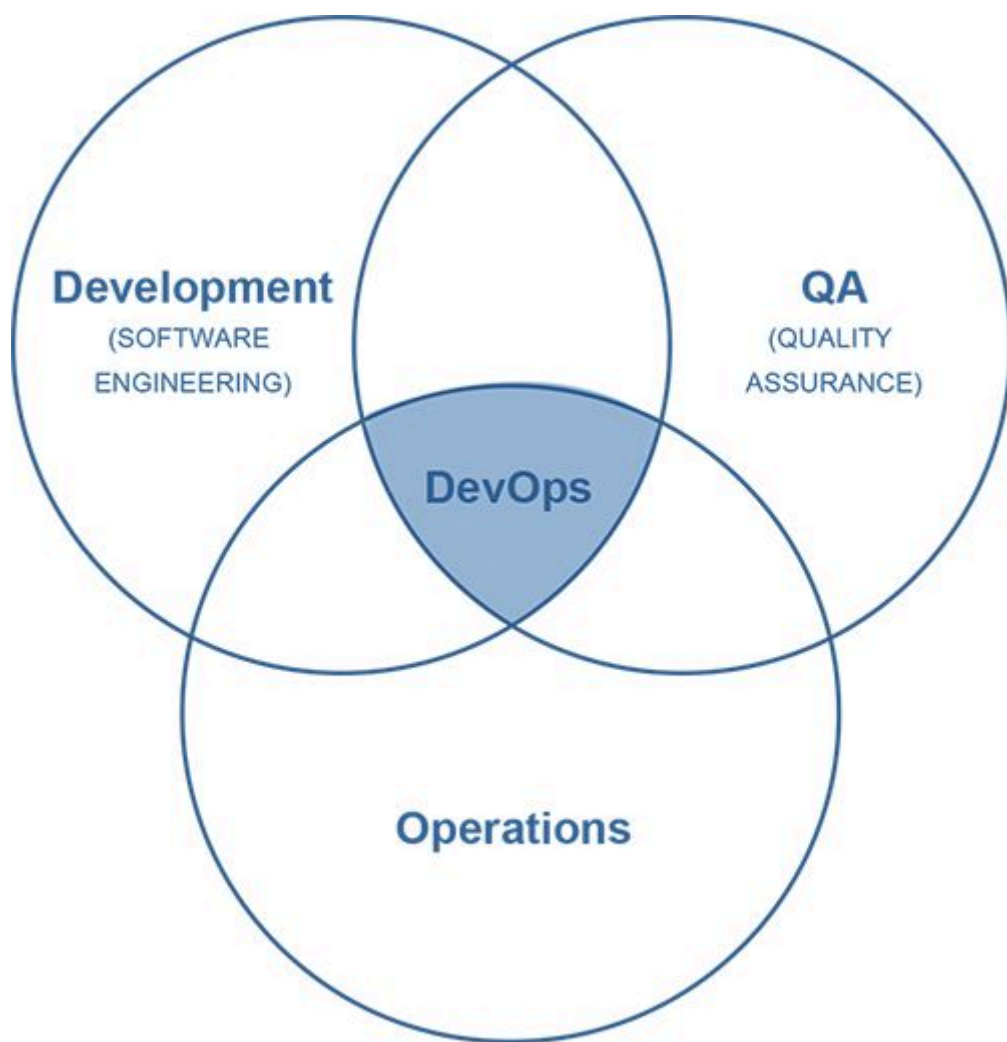 Development
(SOFTWARE
ENGINEERING)
QA
(QUALITY
ASSURANCE)
DevOps
Operations